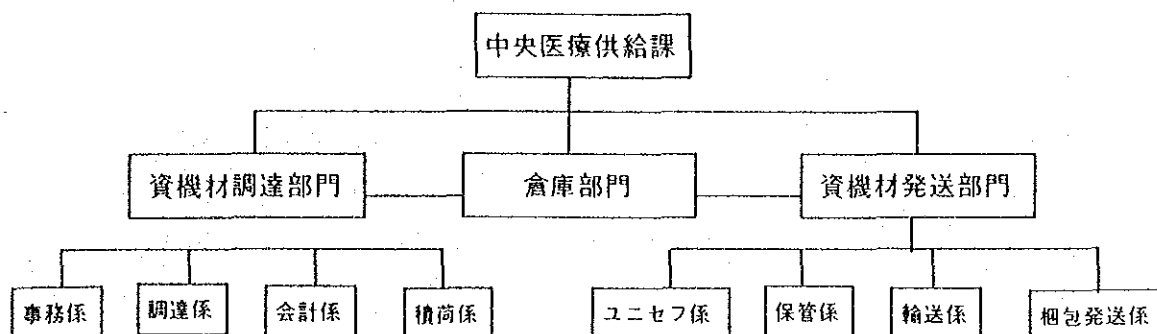 中央医療供給課
資機材調達部門
倉庫部門
資機材発送部門
事務係
調達係
会計係
積荷係
ユニセフ係
保管係
輸送係
梱包発送係